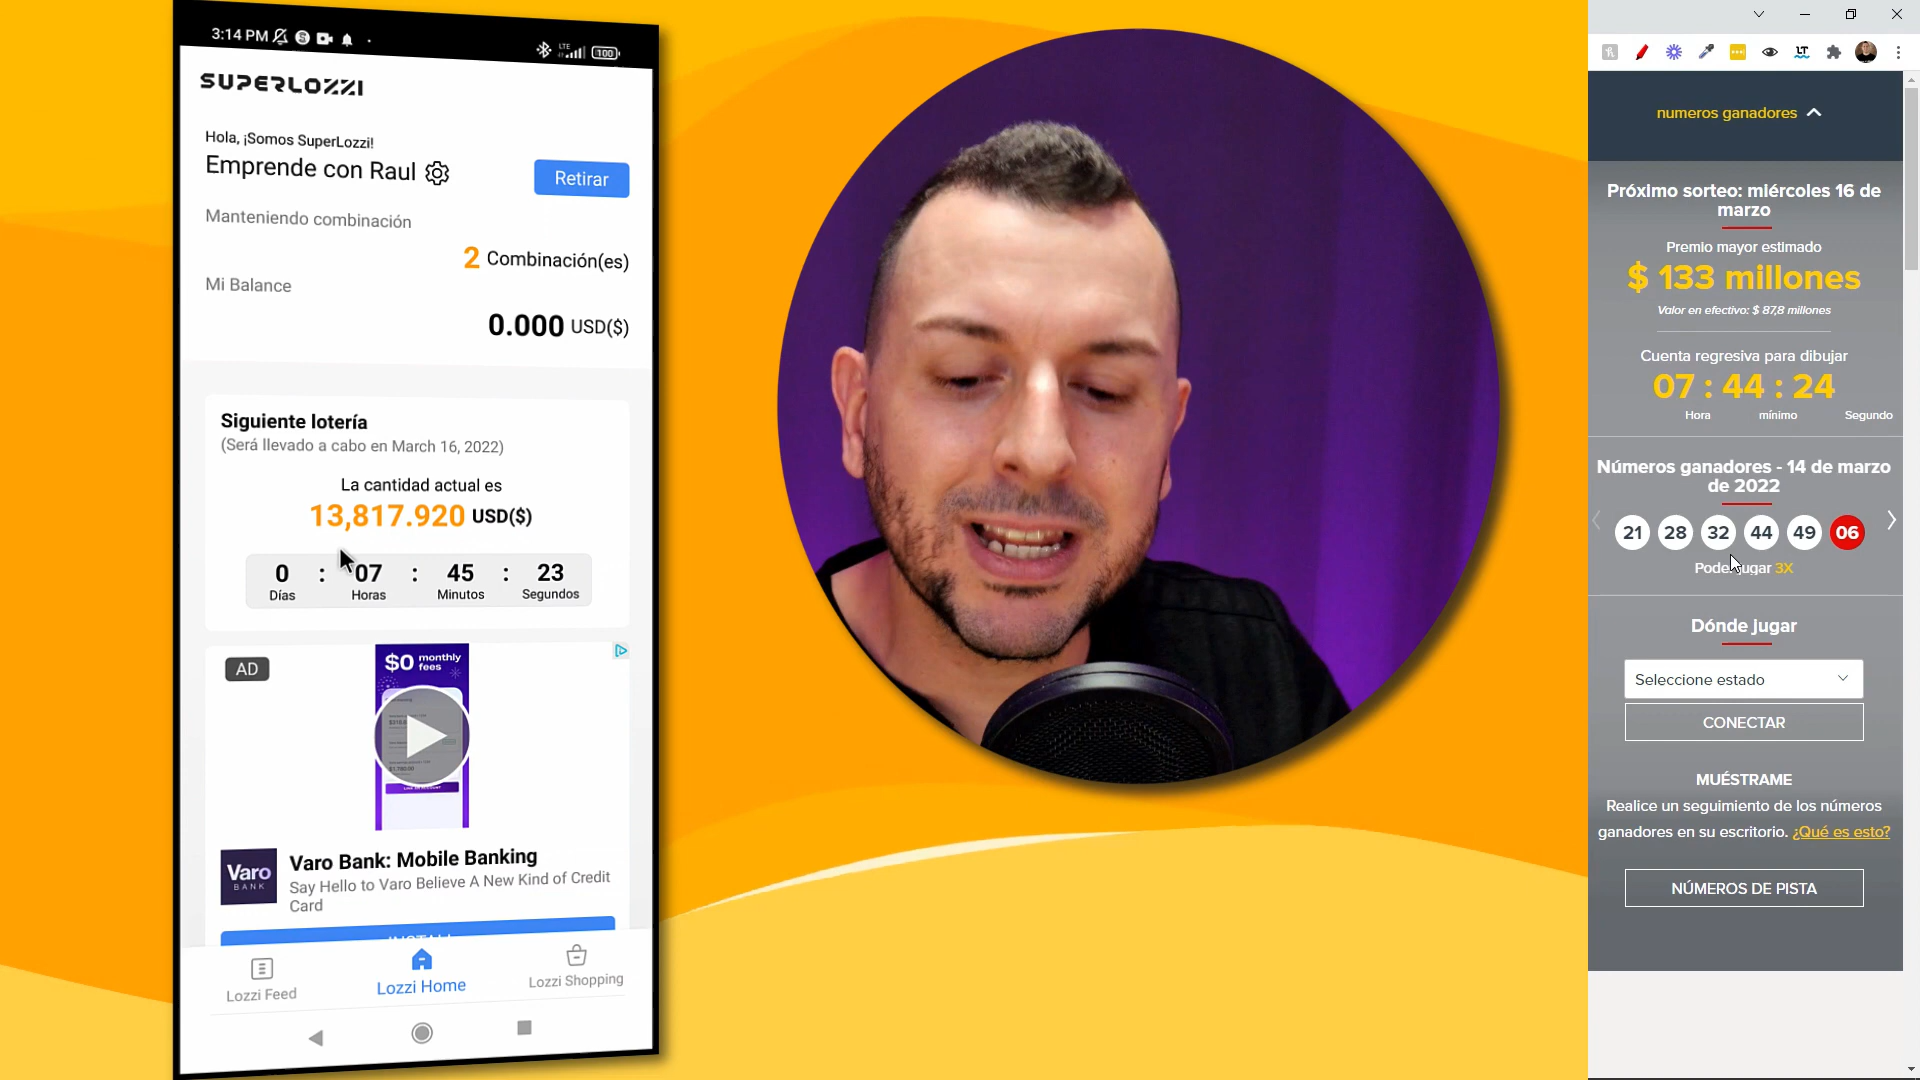 3:14 PM
LTE
100
SUPERLOZZI
Hola, ¡Somos SuperLozzi!
Emprende con Raul
Retirar
Manteniendo combinación
2 Combinación(es)
Mi Balance
0.000 USD($)
Siguiente lotería
(Será llevado a cabo en March 16, 2022)
La cantidad actual es
13,817.920 USD($)
0 : 07 : 45 : 23
Días Horas Minutos Segundos
AD
$0 monthly fees
Varo BANK
Varo Bank: Mobile Banking
Say Hello to Varo Believe A New Kind of Credit
Card
Lozzi Feed
Lozzi Home
Lozzi Shopping
LT
numeros ganadores
Próximo sorteo: miércoles 16 de
marzo
Premio mayor estimado
$ 133 millones
Valor en efectivo: $ 87,8 millones
Cuenta regresiva para dibujar
07 : 44 : 24
Hora mínimo Segundo
Números ganadores - 14 de marzo
de 2022
21 28 32 44 49 06
3X
Dónde jugar
Seleccione estado
CONECTAR
MUÉSTRAME
Realice un seguimiento de los números
ganadores en su escritorio. ¿Qué es esto?
NÚMEROS DE PISTA